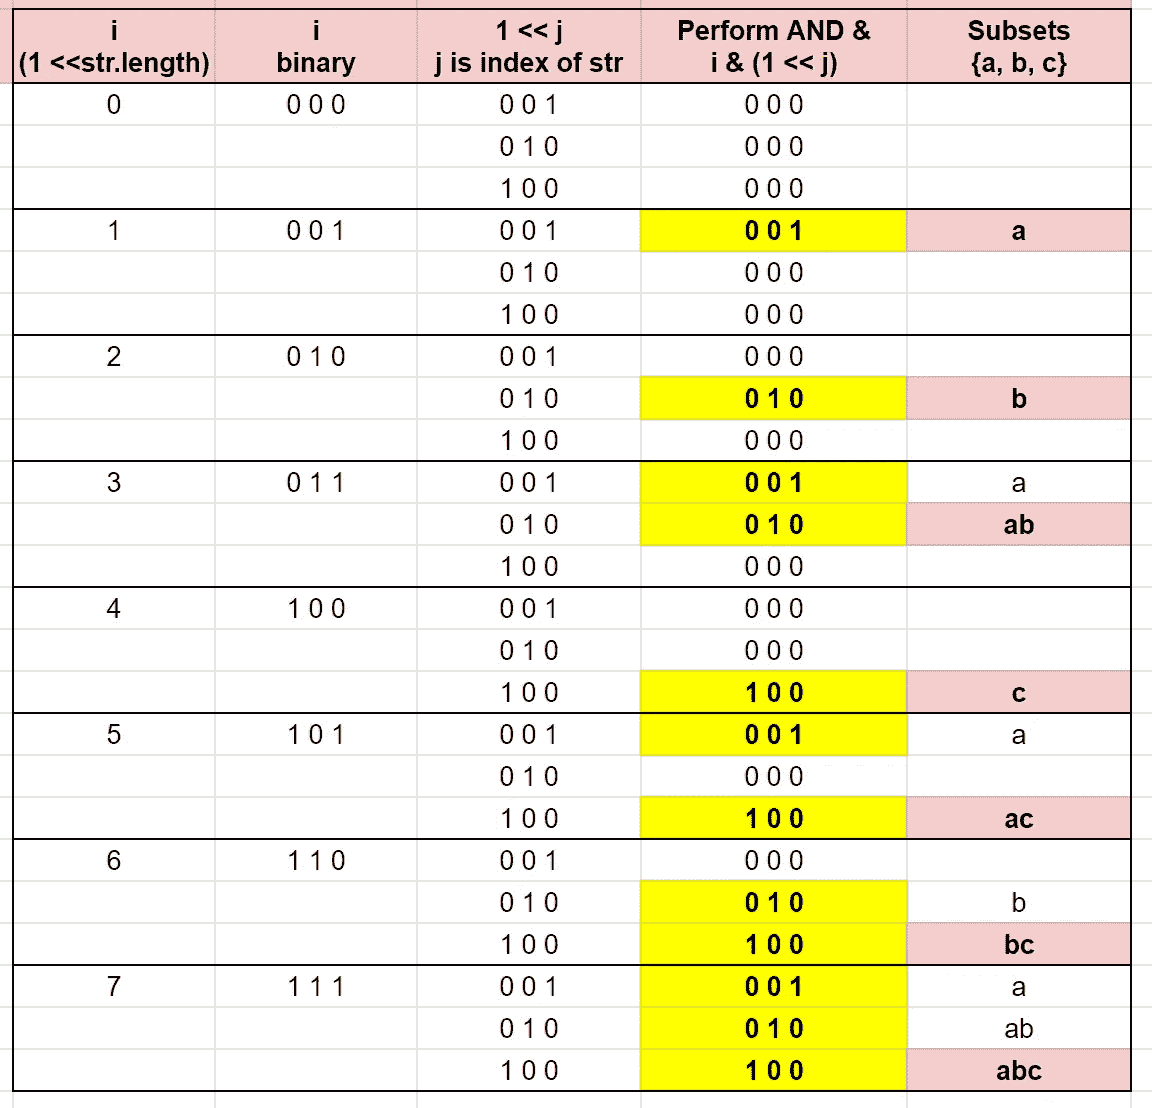 i i 1 << j Perform AND & Subsets
(1 <<str.length) binary j is index of str i & (1 << j) {a, b, c}
0 0 0 0 0 0 1 0 0 0
0 1 0 0 0 0
1 0 0 0 0 0
1 0 0 1 0 0 1 0 0 1 a
0 1 0 0 0 0
1 0 0 0 0 0
2 0 1 0 0 0 1 0 0 0
0 1 0 0 1 0 b
1 0 0 0 0 0
3 0 1 1 0 0 1 0 0 1 a
0 1 0 0 1 0 ab
1 0 0 0 0 0
4 1 0 0 0 0 1 0 0 0
0 1 0 0 0 0
1 0 0 1 0 0 c
5 1 0 1 0 0 1 0 0 1 a
0 1 0 0 0 0
1 0 0 1 0 0 ac
6 1 1 0 0 0 1 0 0 0
0 1 0 0 1 0 b
1 0 0 1 0 0 bc
7 1 1 1 0 0 1 0 0 1 a
0 1 0 0 1 0 ab
1 0 0 1 0 0 abc